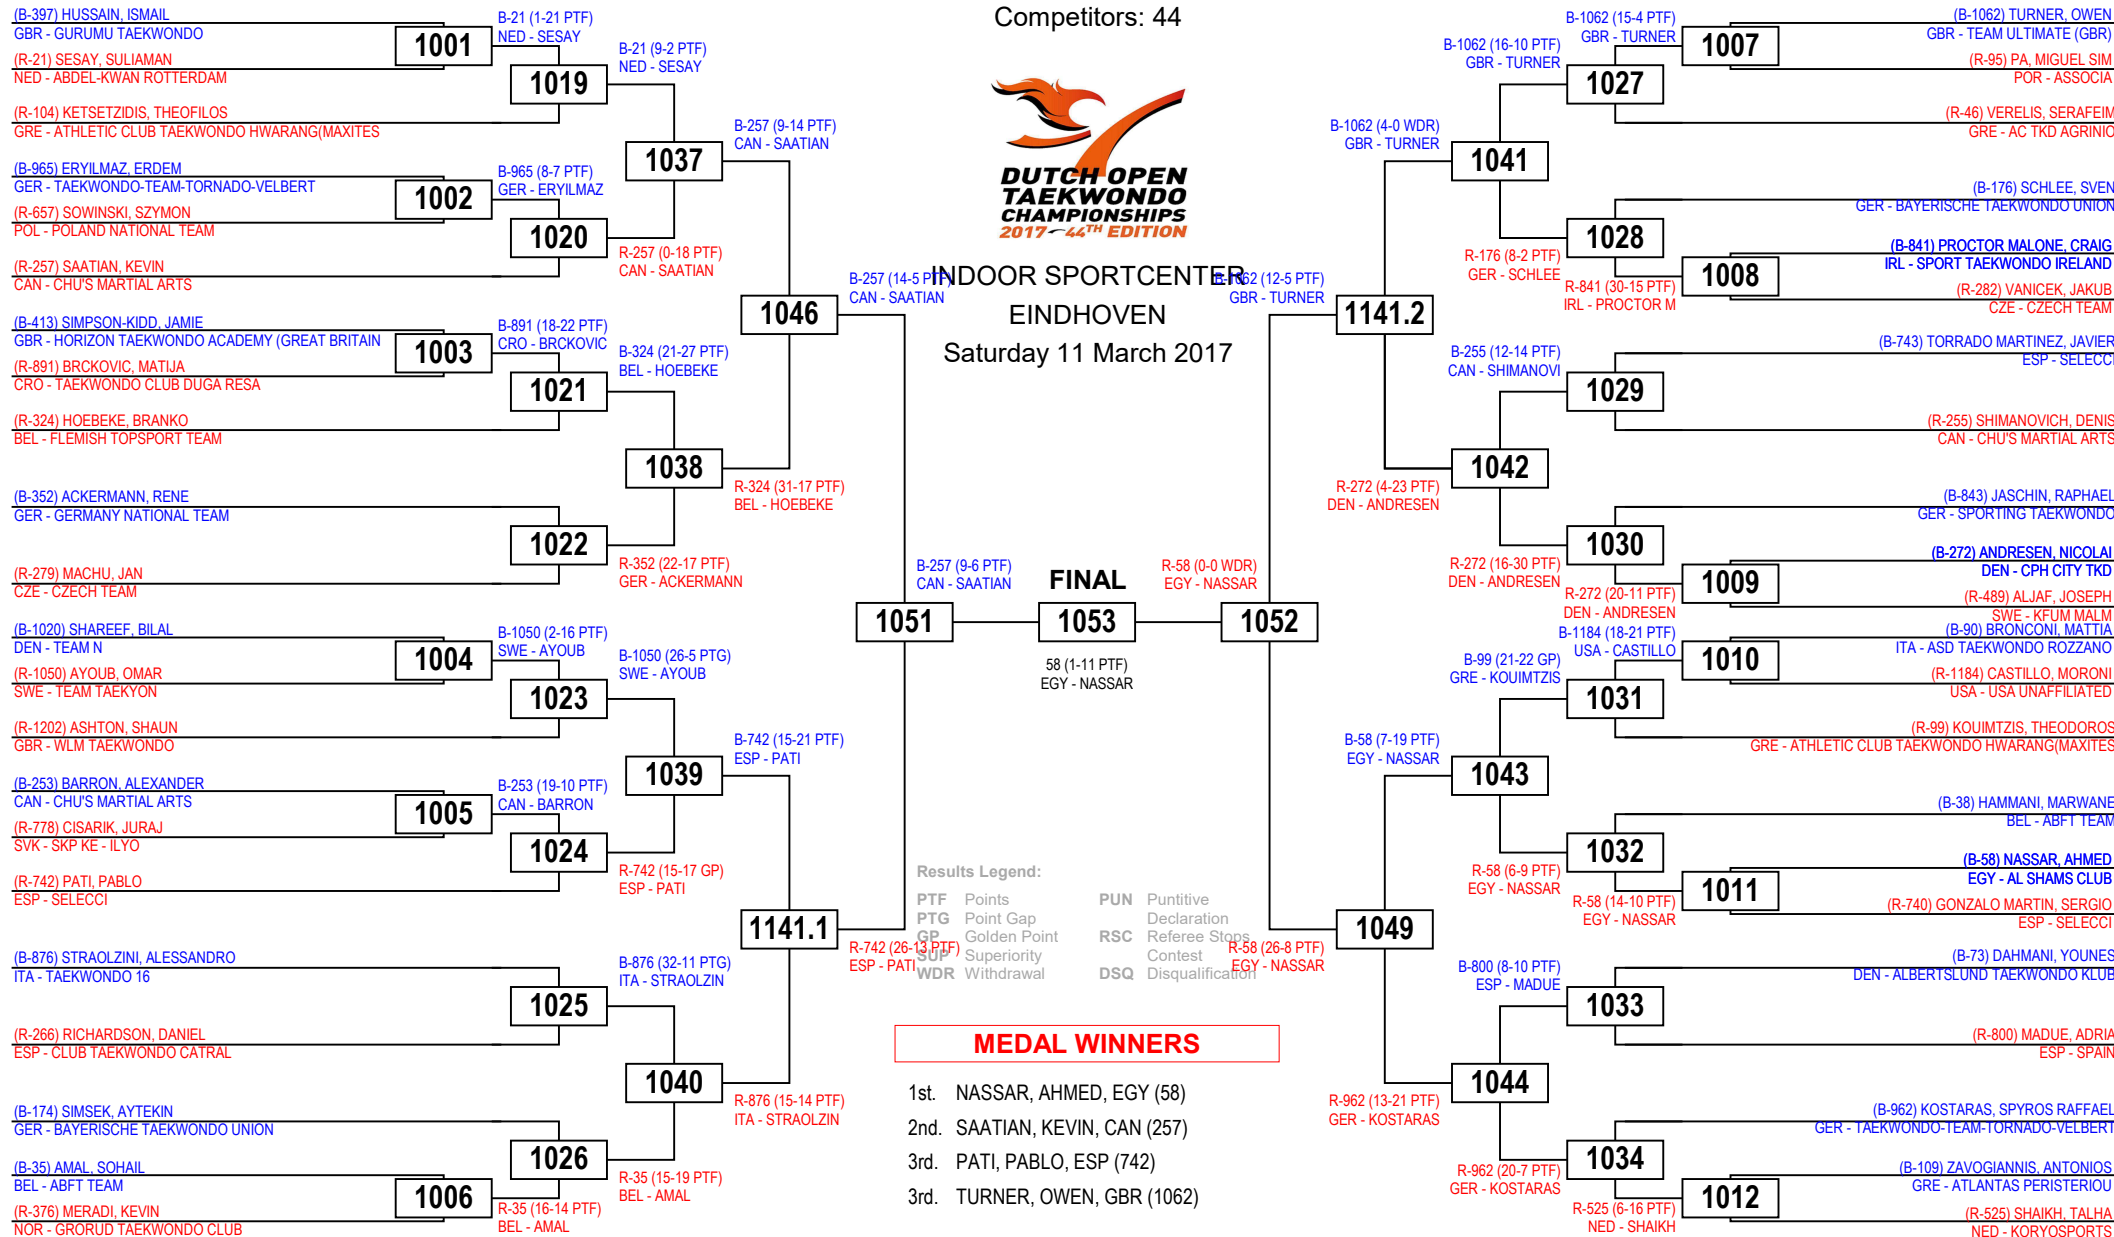 Competitors: 44
DUTCH OPEN
TAEKWONDO
CHAMPIONSHIPS
2017 44TH EDITION
INDOOR SPORTCENTER
EINDHOVEN
Saturday 11 March 2017
(B-397) HUSSAIN, ISMAIL
GBR - GURUMU TAEKWONDO
(R-21) SESAY, SULIAMAN
NED - ABDEL-KWAN ROTTERDAM
(R-104) KETSETZIDIS, THEOFILOS
GRE - ATHLETIC CLUB TAEKWONDO HWARANG(MAXITES
(B-965) ERYILMAZ, ERDEM
GER - TAEKWONDO-TEAM-TORNADO-VELBERT
(R-657) SOWINSKI, SZYMON
POL - POLAND NATIONAL TEAM
(R-257) SAATIAN, KEVIN
CAN - CHU'S MARTIAL ARTS
(B-413) SIMPSON-KIDD, JAMIE
GBR - HORIZON TAEKWONDO ACADEMY (GREAT BRITAIN
(R-891) BRCKOVIC, MATIJA
CRO - TAEKWONDO CLUB DUGA RESA
(R-324) HOEBEKE, BRANKO
BEL - FLEMISH TOPSPORT TEAM
(B-352) ACKERMANN, RENE
GER - GERMANY NATIONAL TEAM
(R-279) MACHU, JAN
CZE - CZECH TEAM
(B-1020) SHAREEF, BILAL
DEN - TEAM N
(R-1050) AYOUB, OMAR
SWE - TEAM TAEKYON
(R-1202) ASHTON, SHAUN
GBR - WLM TAEKWONDO
(B-253) BARRON, ALEXANDER
CAN - CHU'S MARTIAL ARTS
(R-778) CISARIK, JURAJ
SVK - SKP KE - ILYO
(R-742) PATI, PABLO
ESP - SELECCI
(B-876) STRAOLZINI, ALESSANDRO
ITA - TAEKWONDO 16
(R-266) RICHARDSON, DANIEL
ESP - CLUB TAEKWONDO CATRAL
(B-174) SIMSEK, AYTEKIN
GER - BAYERISCHE TAEKWONDO UNION
(B-35) AMAL, SOHAIL
BEL - ABFT TEAM
(R-376) MERADI, KEVIN
NOR - GRORUD TAEKWONDO CLUB
1001
1002
1003
1004
1005
1006
B-21 (1-21 PTF)
NED - SESAY
B-965 (8-7 PTF)
GER - ERYILMAZ
B-891 (18-22 PTF)
CRO - BRCKOVIC
B-1050 (2-16 PTF)
SWE - AYOUB
B-253 (19-10 PTF)
CAN - BARRON
R-35 (16-14 PTF)
BEL - AMAL
1019
1020
1021
1022
1023
1024
1025
1026
B-21 (9-2 PTF)
NED - SESAY
R-257 (0-18 PTF)
CAN - SAATIAN
B-324 (21-27 PTF)
BEL - HOEBEKE
R-352 (22-17 PTF)
GER - ACKERMANN
B-1050 (26-5 PTG)
SWE - AYOUB
R-742 (15-17 GP)
ESP - PATI
B-876 (32-11 PTG)
ITA - STRAOLZIN
R-35 (15-19 PTF)
BEL - AMAL
1037
1038
1039
1040
B-257 (9-14 PTF)
CAN - SAATIAN
R-324 (31-17 PTF)
BEL - HOEBEKE
B-742 (15-21 PTF)
ESP - PATI
R-876 (15-14 PTF)
ITA - STRAOLZIN
1046
1141.1
B-257 (14-5 PTF)
CAN - SAATIAN
R-742 (26-13 PTF)
ESP - PATI
1051
B-257 (9-6 PTF)
CAN - SAATIAN
FINAL
1053
58 (1-11 PTF)
EGY - NASSAR
R-58 (0-0 WDR)
EGY - NASSAR
1052
B-1062 (12-5 PTF)
GBR - TURNER
R-58 (26-8 PTF)
EGY - NASSAR
1141.2
1049
B-1062 (4-0 WDR)
GBR - TURNER
R-272 (4-23 PTF)
DEN - ANDRESEN
B-58 (7-19 PTF)
EGY - NASSAR
R-962 (13-21 PTF)
GER - KOSTARAS
1041
1042
1043
1044
B-1062 (16-10 PTF)
GBR - TURNER
R-176 (8-2 PTF)
GER - SCHLEE
B-255 (12-14 PTF)
CAN - SHIMANOVI
R-272 (16-30 PTF)
DEN - ANDRESEN
B-99 (21-22 GP)
GRE - KOUIMTZIS
R-58 (6-9 PTF)
EGY - NASSAR
B-800 (8-10 PTF)
ESP - MADUE
R-962 (20-7 PTF)
GER - KOSTARAS
1027
1028
1029
1030
1031
1032
1033
1034
B-1062 (15-4 PTF)
GBR - TURNER
R-841 (30-15 PTF)
IRL - PROCTOR M
R-272 (20-11 PTF)
DEN - ANDRESEN
B-1184 (18-21 PTF)
USA - CASTILLO
R-58 (14-10 PTF)
EGY - NASSAR
R-525 (6-16 PTF)
NED - SHAIKH
1007
1008
1009
1010
1011
1012
(B-1062) TURNER, OWEN
GBR - TEAM ULTIMATE (GBR)
(R-95) PA, MIGUEL SIM
POR - ASSOCIA
(R-46) VERELIS, SERAFEIM
GRE - AC TKD AGRINIO
(B-176) SCHLEE, SVEN
GER - BAYERISCHE TAEKWONDO UNION
(B-841) PROCTOR MALONE, CRAIG
IRL - SPORT TAEKWONDO IRELAND
(R-282) VANICEK, JAKUB
CZE - CZECH TEAM
(B-743) TORRADO MARTINEZ, JAVIER
ESP - SELECCI
(R-255) SHIMANOVICH, DENIS
CAN - CHU'S MARTIAL ARTS
(B-843) JASCHIN, RAPHAEL
GER - SPORTING TAEKWONDO
(B-272) ANDRESEN, NICOLAI
DEN - CPH CITY TKD
(R-489) ALJAF, JOSEPH
SWE - KFUM MALM
(B-90) BRONCONI, MATTIA
ITA - ASD TAEKWONDO ROZZANO
(R-1184) CASTILLO, MORONI
USA - USA UNAFFILIATED
(R-99) KOUIMTZIS, THEODOROS
GRE - ATHLETIC CLUB TAEKWONDO HWARANG(MAXITES
(B-38) HAMMANI, MARWANE
BEL - ABFT TEAM
(B-58) NASSAR, AHMED
EGY - AL SHAMS CLUB
(R-740) GONZALO MARTIN, SERGIO
ESP - SELECCI
(B-73) DAHMANI, YOUNES
DEN - ALBERTSLUND TAEKWONDO KLUB
(R-800) MADUE, ADRIA
ESP - SPAIN
(B-962) KOSTARAS, SPYROS RAFFAEL
GER - TAEKWONDO-TEAM-TORNADO-VELBERT
(B-109) ZAVOGIANNIS, ANTONIOS
GRE - ATLANTAS PERISTERIOU
(R-525) SHAIKH, TALHA
NED - KORYOSPORTS
Results Legend:
PTF Points
PTG Point Gap
GP Golden Point
SUP Superiority
WDR Withdrawal
PUN Puntitive
Declaration
RSC Referee Stops
Contest
DSQ Disqualification
MEDAL WINNERS
1st. NASSAR, AHMED, EGY (58)
2nd. SAATIAN, KEVIN, CAN (257)
3rd. PATI, PABLO, ESP (742)
3rd. TURNER, OWEN, GBR (1062)